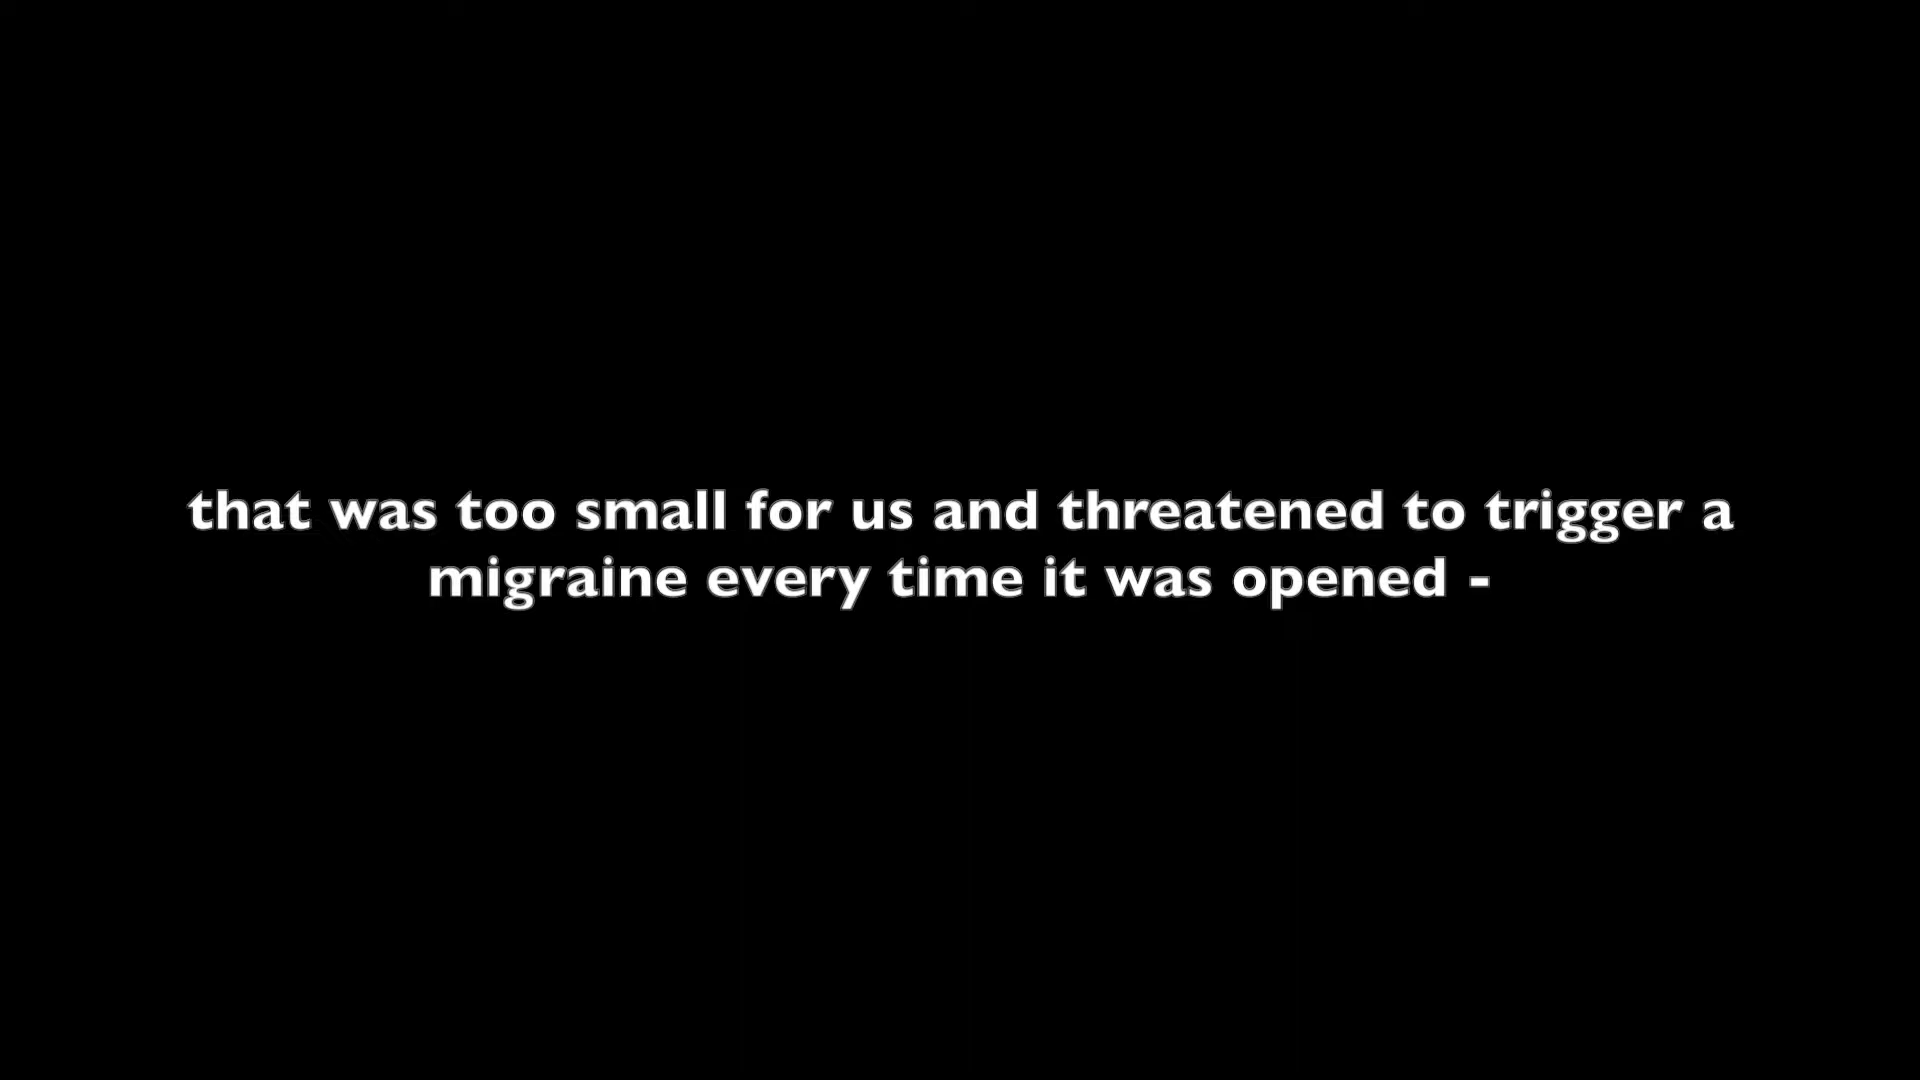 that was too small for us and threatened to trigger a
migraine every time it was opened -